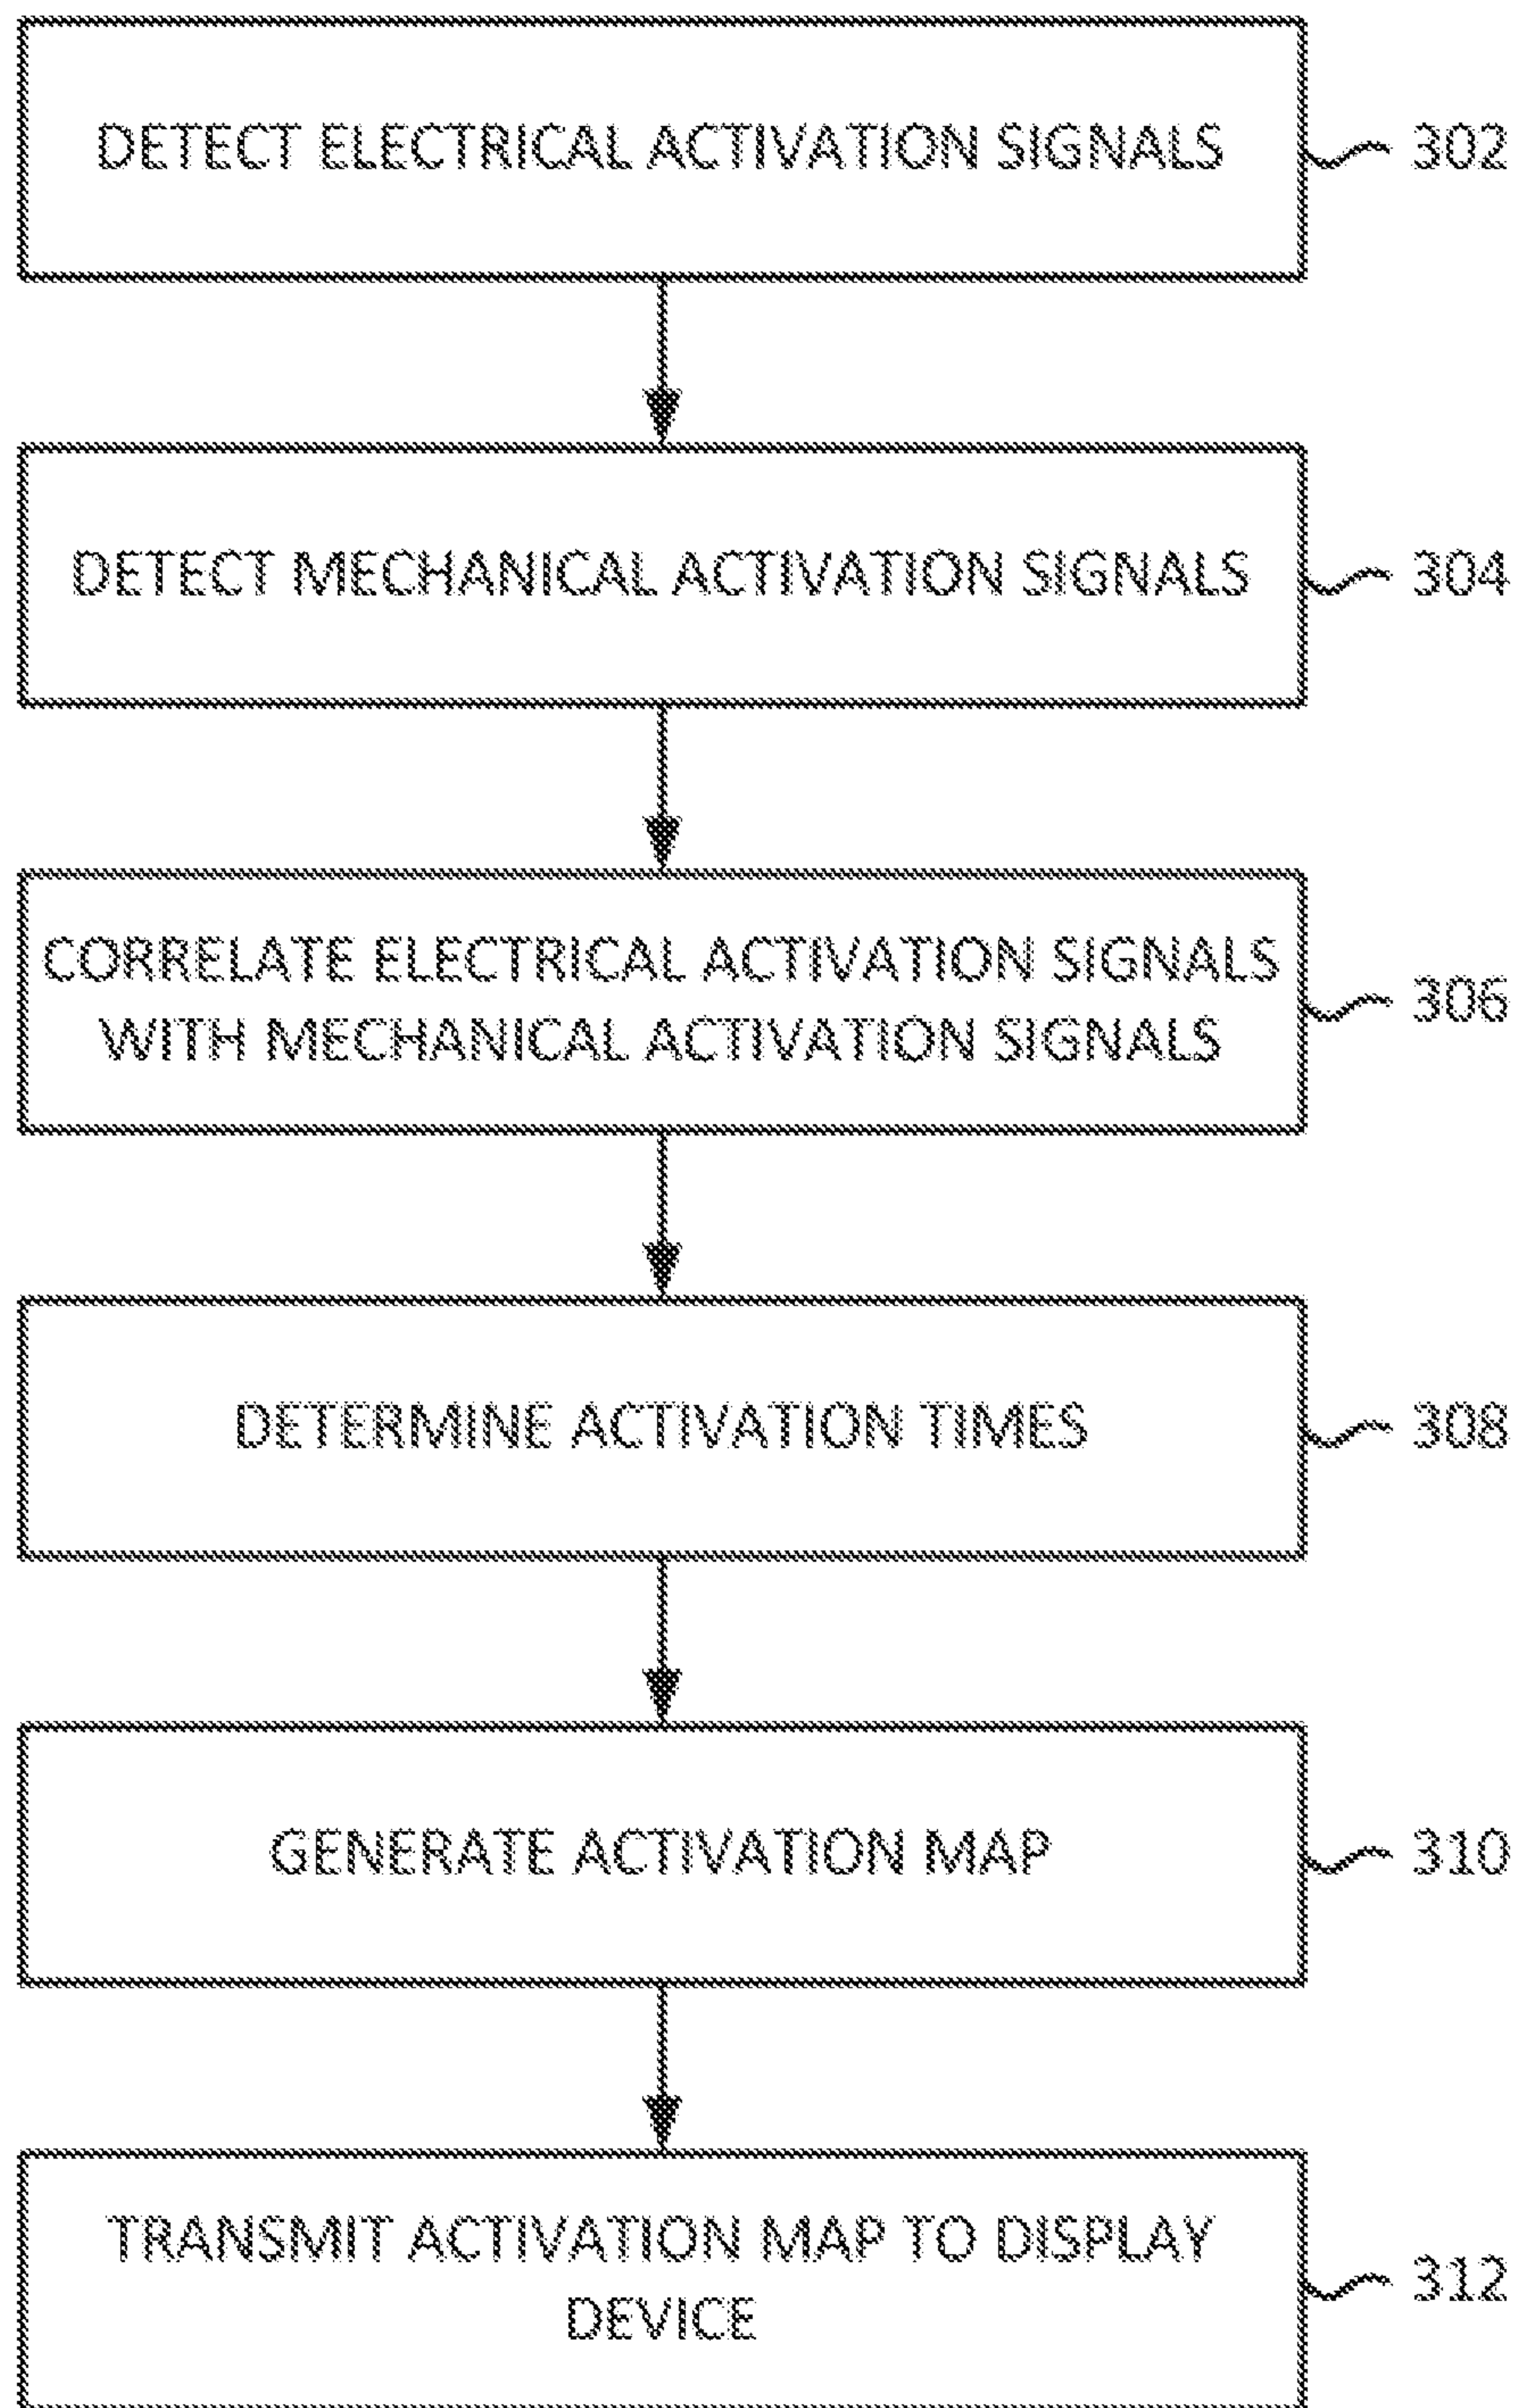 DETECT ELECTRICAL ACTIVATION SIGNALS
302
DETECT MECHANICAL ACTIVATION SIGNALS
304
CORRELATE ELECTRICAL ACTIVATION SIGNALS
WITH MECHANICAL ACTIVATION SIGNALS
306
DETERMINE ACTIVATION TIMES
308
GENERATE ACTIVATION MAP
310
TRANSMIT ACTIVATION MAP TO DISPLAY
DEVICE
312